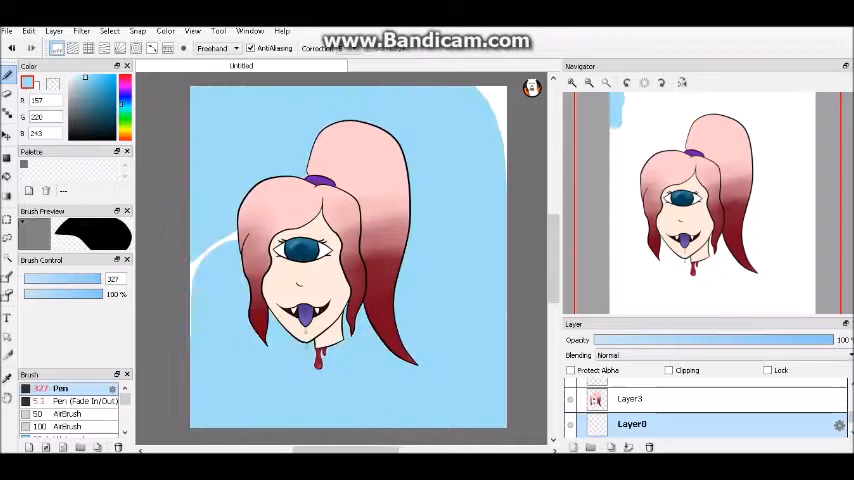 www.Bandicam.com
File Edit Layer Filter Select Snap Color View Tool Window Help
Freehand AntiAliasing Correction
Untitled
Color
R 157
G 220
B 243
Palette
---
Brush Preview
Brush Control
327
100 %
Brush
327 Pen
5.3 Pen (Fade In/Out)
50 AirBrush
100 AirBrush
Navigator
Layer
Opacity 100 %
Blending Normal
Protect Alpha Clipping Lock
Layer3
Layer0